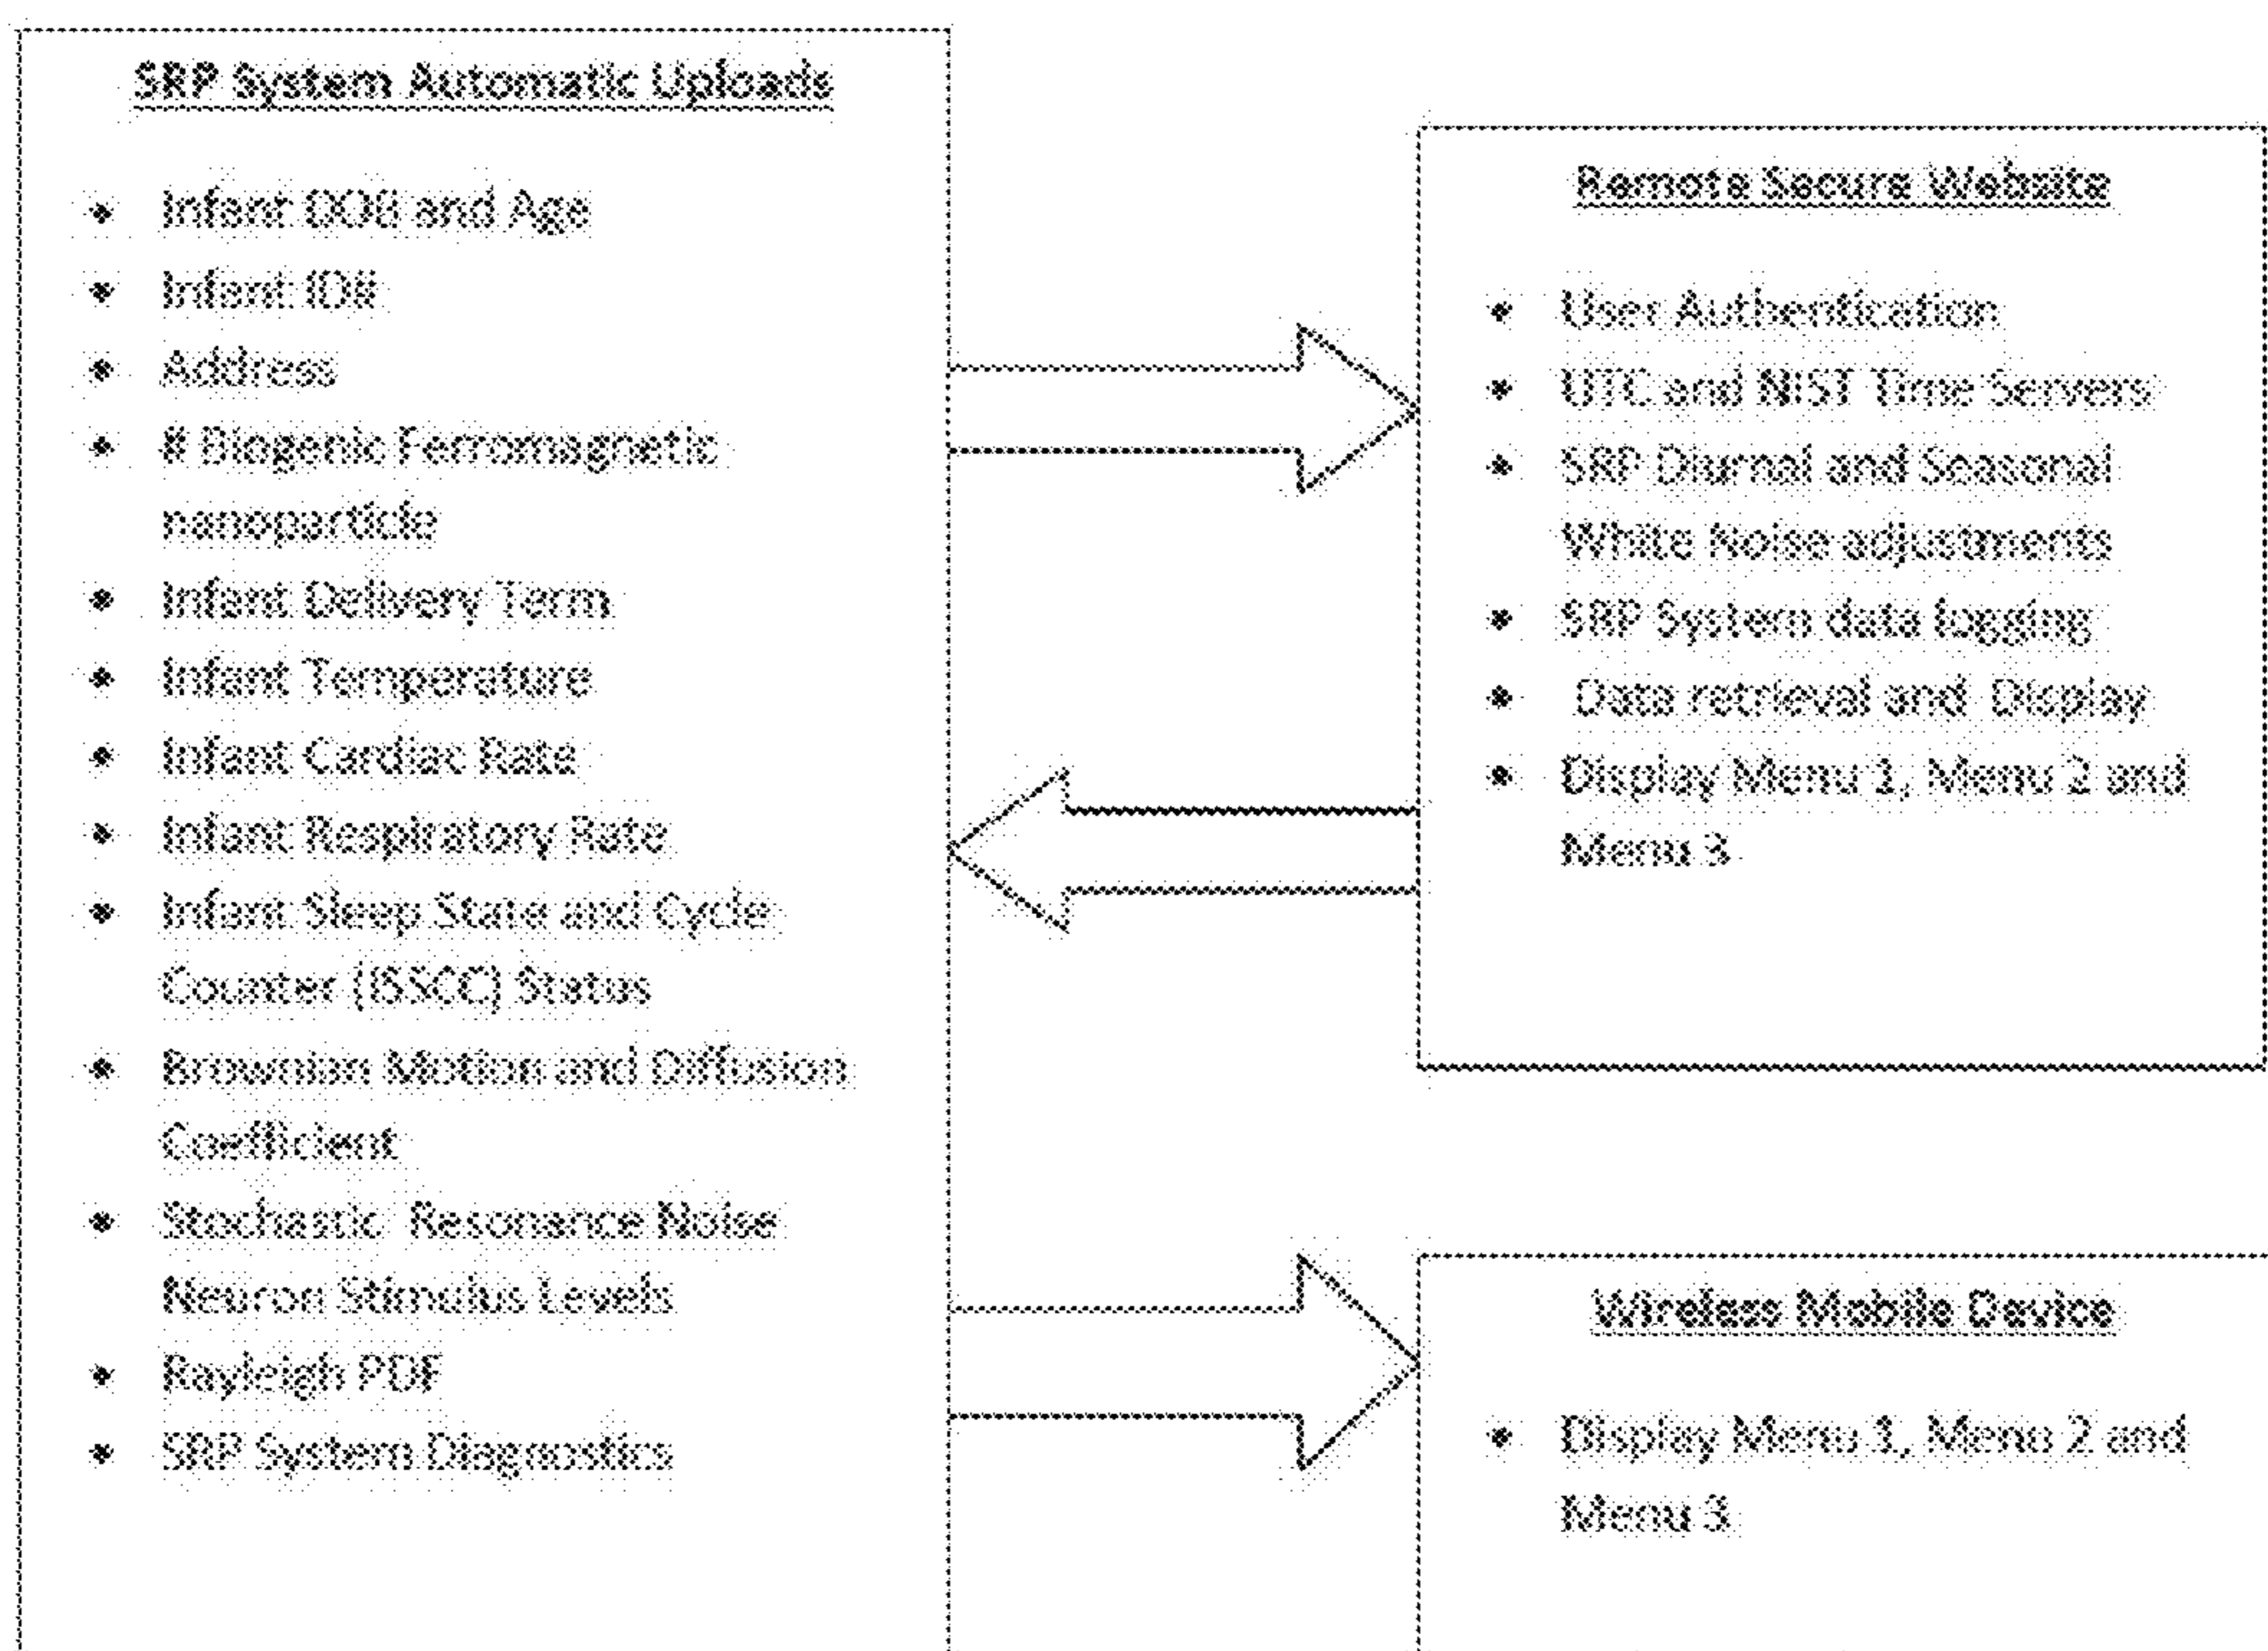 SRP System Automatic Uploads
• Infant DOB and Age
• Infant ID#
• Address
• # Biogenic Ferromagnetic
nanoparticle
• Infant Delivery Term
• Infant Temperature
• Infant Cardiac Rate
• Infant Respiratory Rate
• Infant Sleep State and Cycle
Counter (ISSCC) Status
• Brownian Motion and Diffusion
Coefficient
• Stochastic Resonance Noise
Neuron Stimulus Levels
• Rayleigh PDF
• SRP System Diagnostics
Remote Secure Website
• User Authentication
• UTC and NIST Time Servers
• SRP Diurnal and Seasonal
White Noise adjustments
• SRP System data logging
• Data retrieval and Display
• Display Menu 1, Menu 2 and
Menu 3
Wireless Mobile Device
• Display Menu 1, Menu 2 and
Menu 3